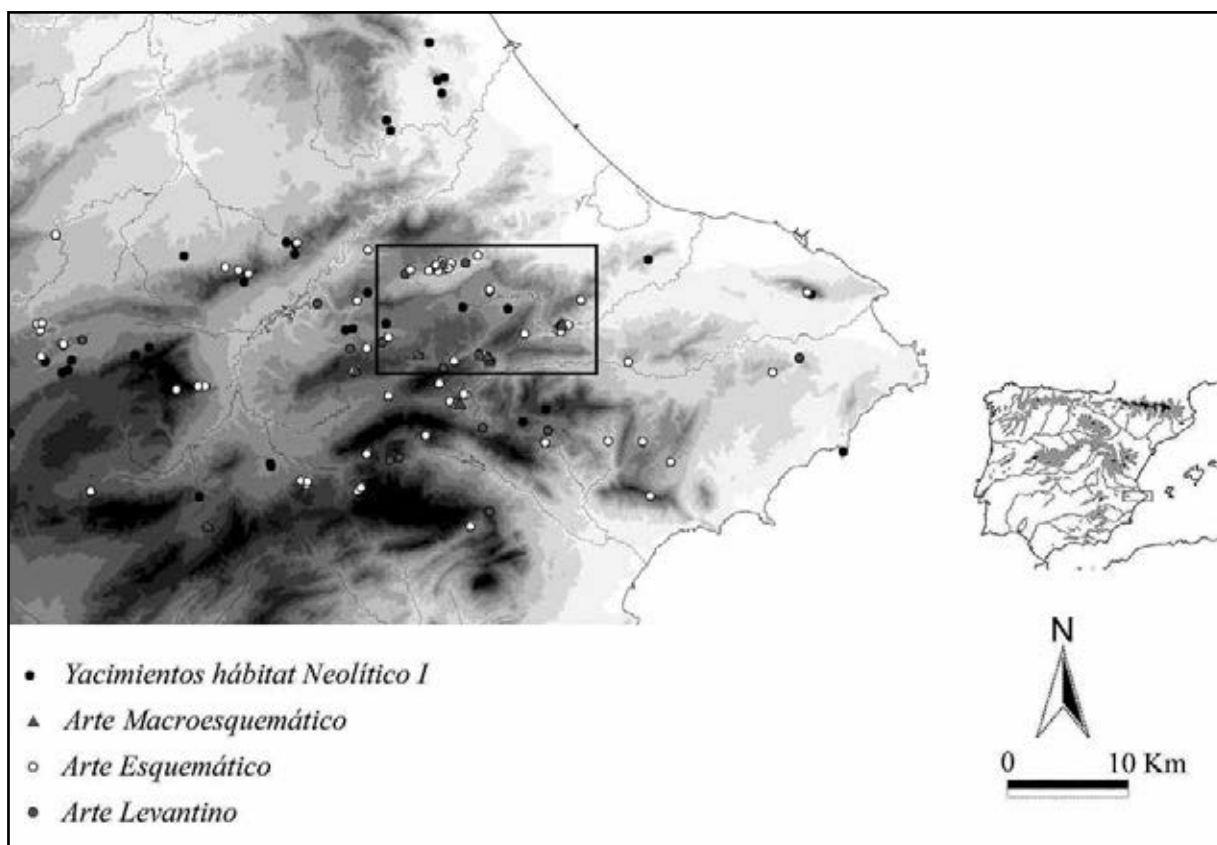 Yacimientos hábitat Neolítico I
Arte Macroesquemático
Arte Esquemático
Arte Levantino
N
0 10 Km